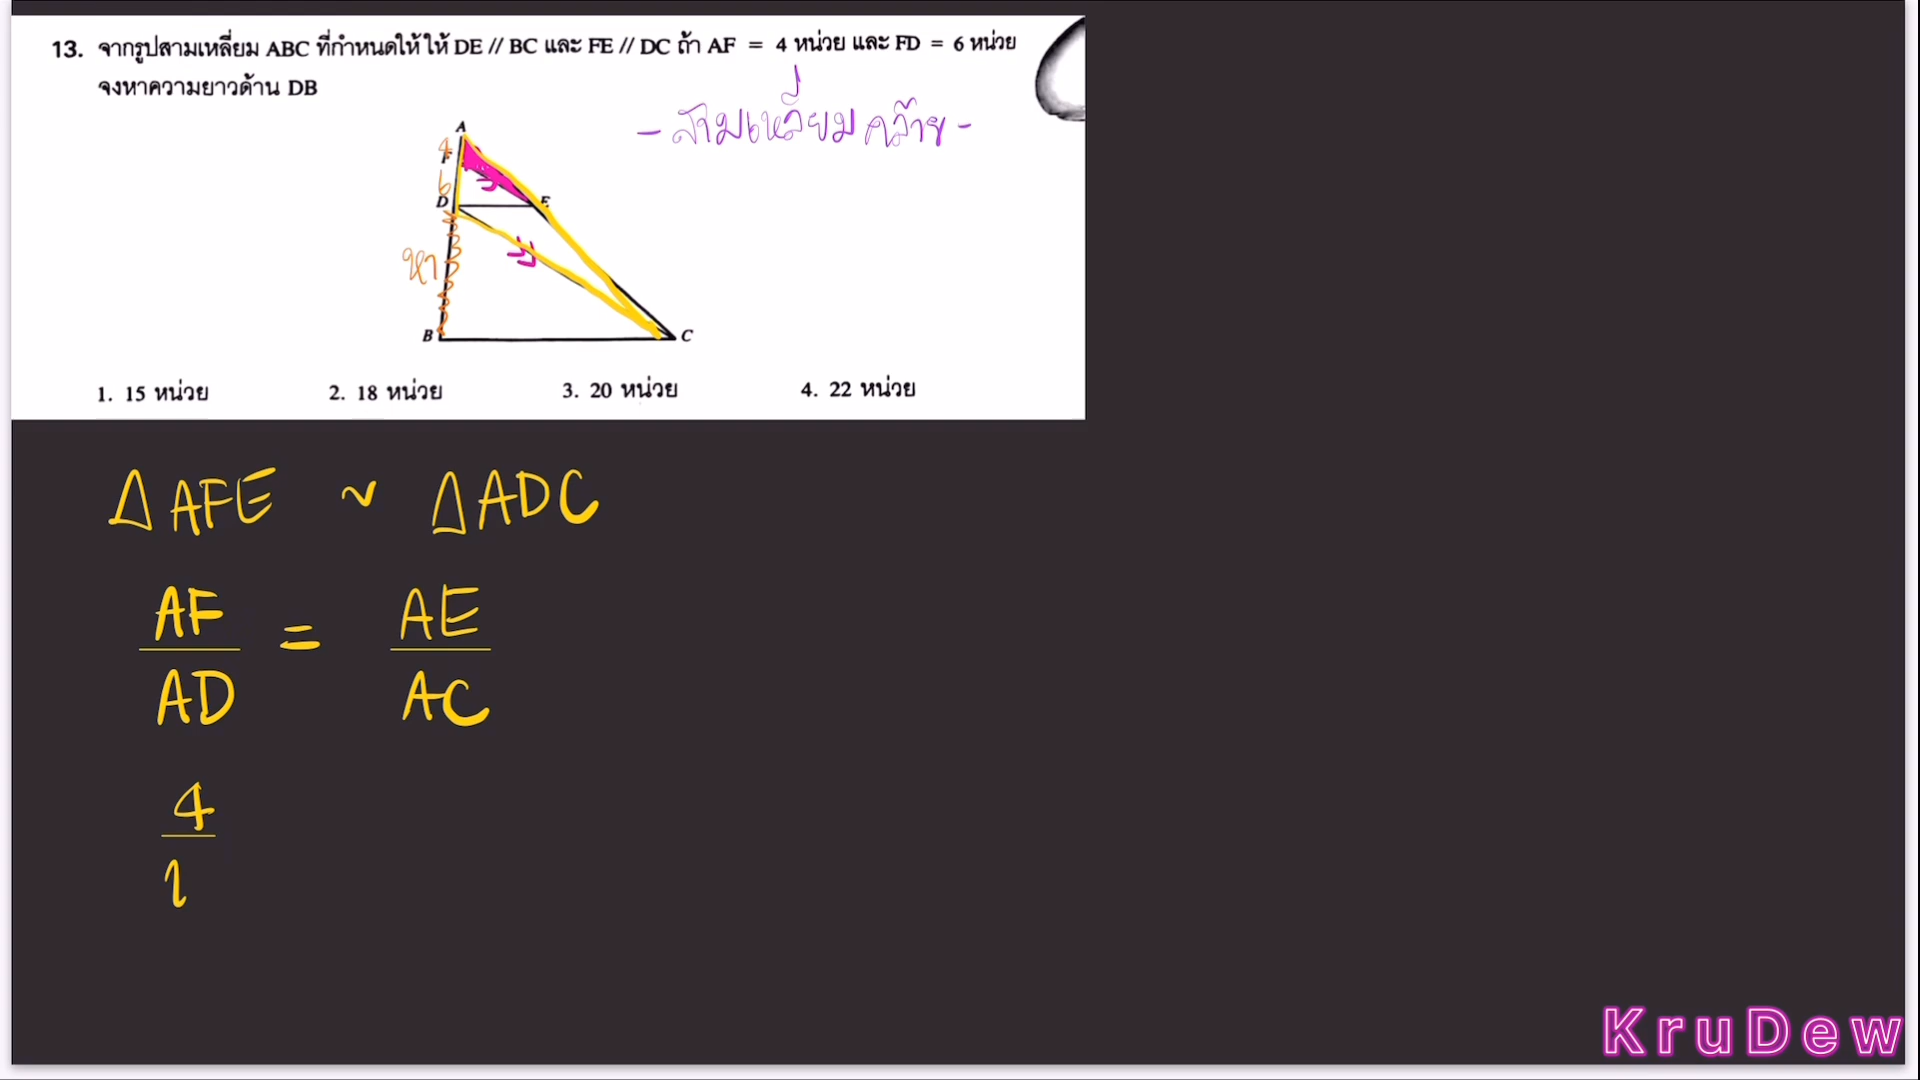 13. จากรูปสามเหลี่ยม ABC ที่กำหนดให้ให้ DE // BC และ FE // DC ถ้า AF = 4 หน่วย และ FD = 6 หน่วย
จงหาความยาวด้าน DB
- สามเหลี่ยมคล้าย -
A
4
F
6
D E
หา
B C
1. 15 หน่วย 2. 18 หน่วย 3. 20 หน่วย 4. 22 หน่วย
Δ AFE ~ Δ ADC
AF = AE
AD AC
4
1
KruDew